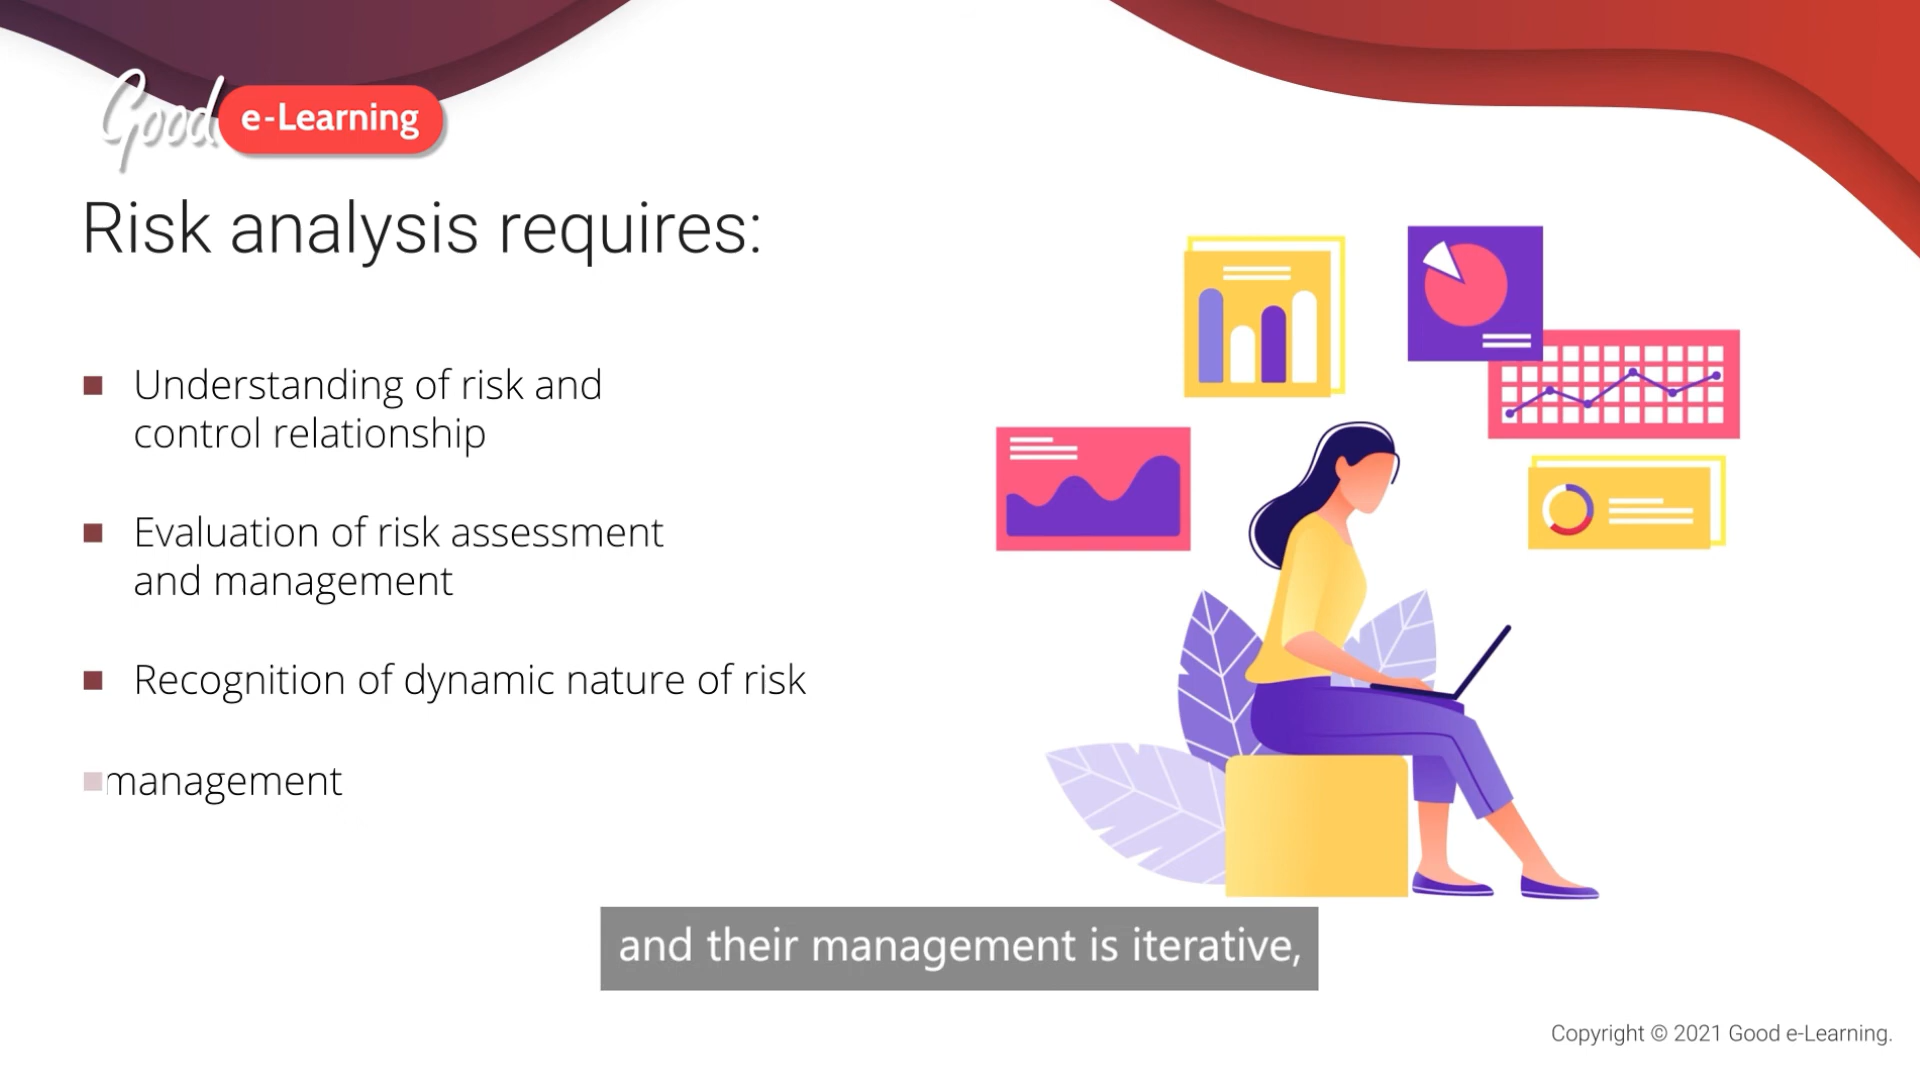 Good e-Learning
Risk analysis requires:
Understanding of risk and
control relationship
Evaluation of risk assessment
and management
Recognition of dynamic nature of risk
management
and their management is iterative,
Copyright © 2021 Good e-Learning.